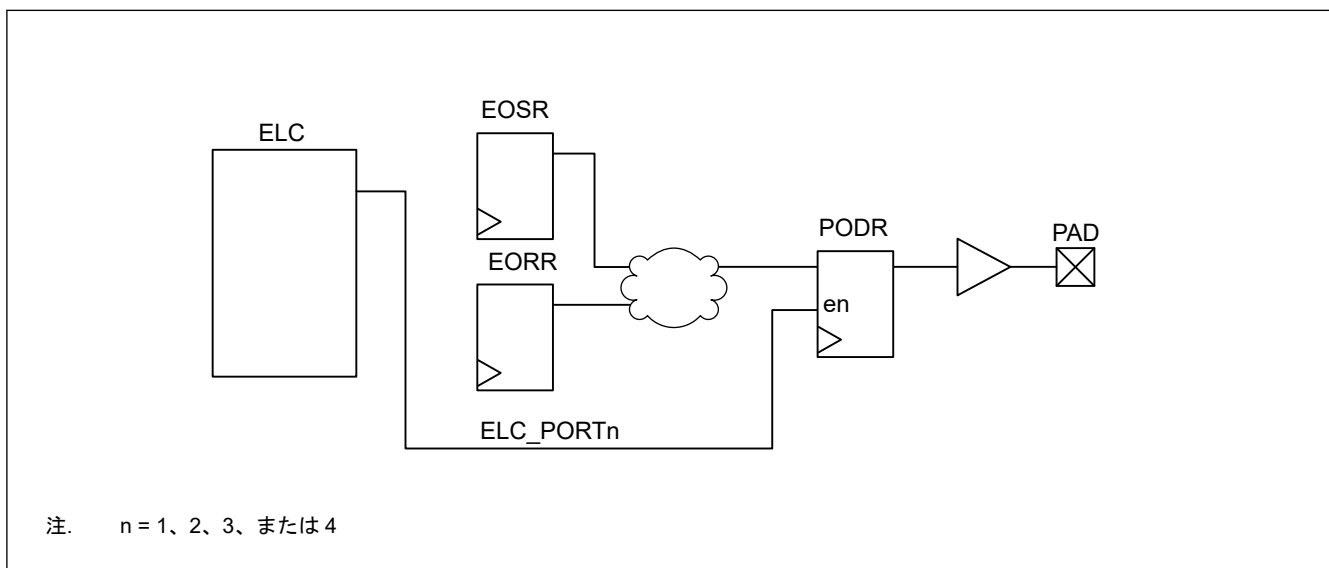 ELC
EOSR
EORR
PODR
en
PAD
ELC_PORTn
注. n = 1、2、3、または 4